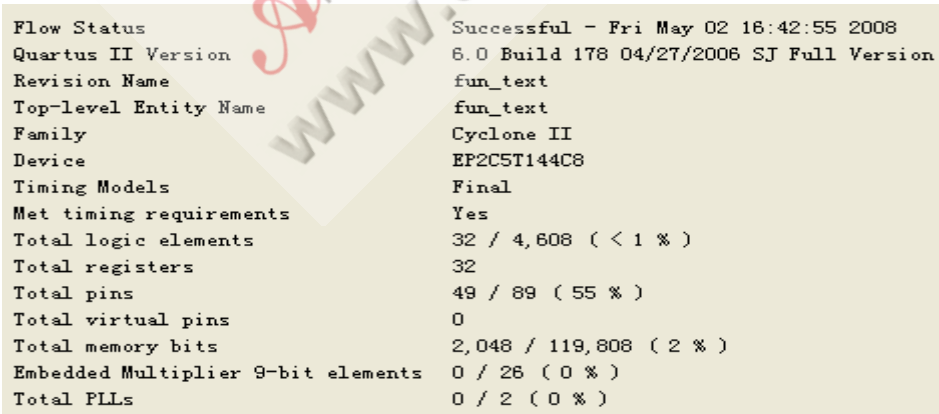 Flow Status Successful - Fri May 02 16:42:55 2008
Quartus II Version 6.0 Build 178 04/27/2006 SJ Full Version
Revision Name fun_text
Top-level Entity Name fun_text
Family Cyclone II
Device EP2C5T144C8
Timing Models Final
Met timing requirements Yes
Total logic elements 32 / 4,608 ( < 1 % )
Total registers 32
Total pins 49 / 89 ( 55 % )
Total virtual pins 0
Total memory bits 2,048 / 119,808 ( 2 % )
Embedded Multiplier 9-bit elements 0 / 26 ( 0 % )
Total PLLs 0 / 2 ( 0 % )
www.